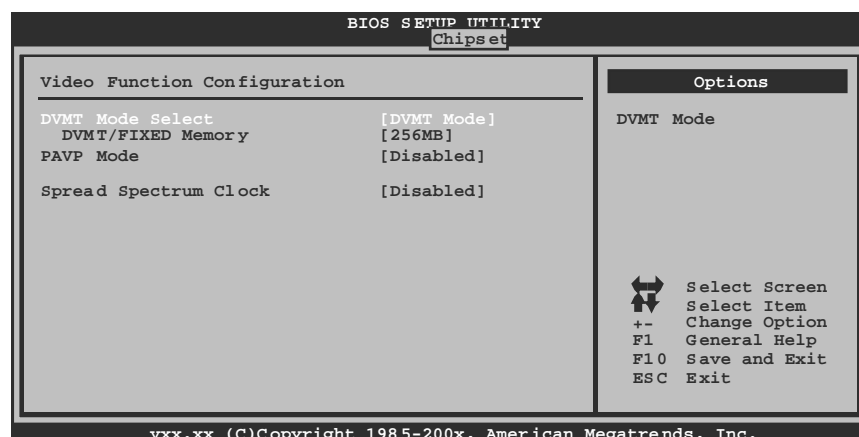 BIOS SETUP UTILITY
Chipset
Video Function Configuration
DVMT Mode Select [DVMT Mode]
DVMT/FIXED Memory [256MB]
PAVP Mode [Disabled]
Spread Spectrum Clock [Disabled]
Options
DVMT Mode
Select Screen
Select Item
+- Change Option
F1 General Help
F10 Save and Exit
ESC Exit
vxx.xx (C)Copyright 1985-200x, American Megatrends, Inc.